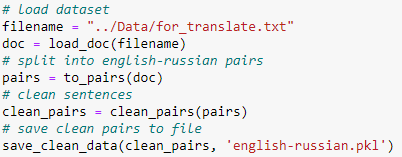 # load dataset
filename = "../Data/for_translate.txt"
doc = load_doc(filename)
# split into english-russian pairs
pairs = to_pairs(doc)
# clean sentences
clean_pairs = clean_pairs(pairs)
# save clean pairs to file
save_clean_data(clean_pairs, 'english-russian.pkl')